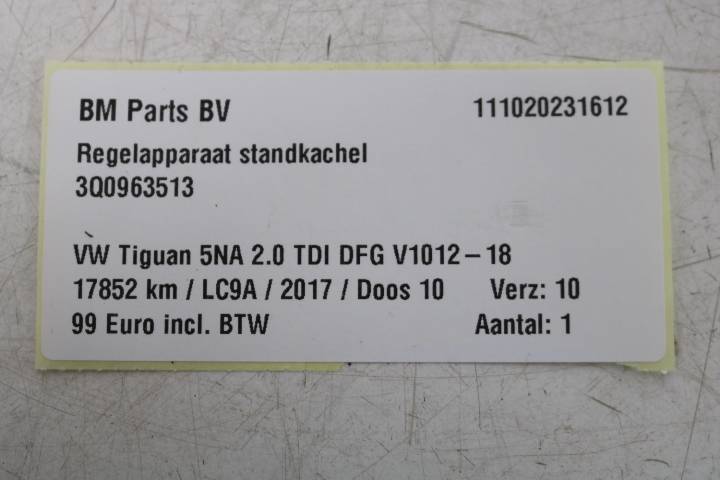 BM Parts BV 111020231612
Regelapparaat standkachel
3Q0963513
VW Tiguan 5NA 2.0 TDI DFG V1012-18
17852 km / LC9A / 2017 / Doos 10 Verz: 10
99 Euro incl. BTW Aantal: 1